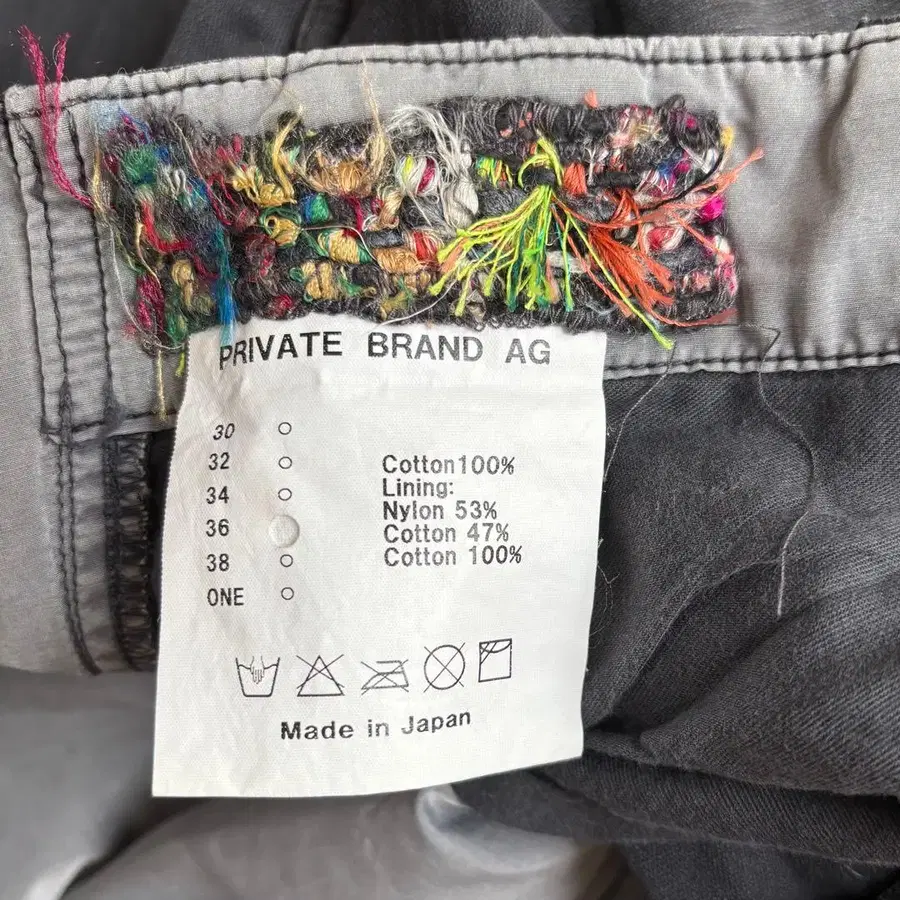 PRIVATE BRAND AG
30
32
34
36
38
ONE
Cotton100%
Lining:
Nylon 53%
Cotton 47%
Cotton 100%
Made in Japan